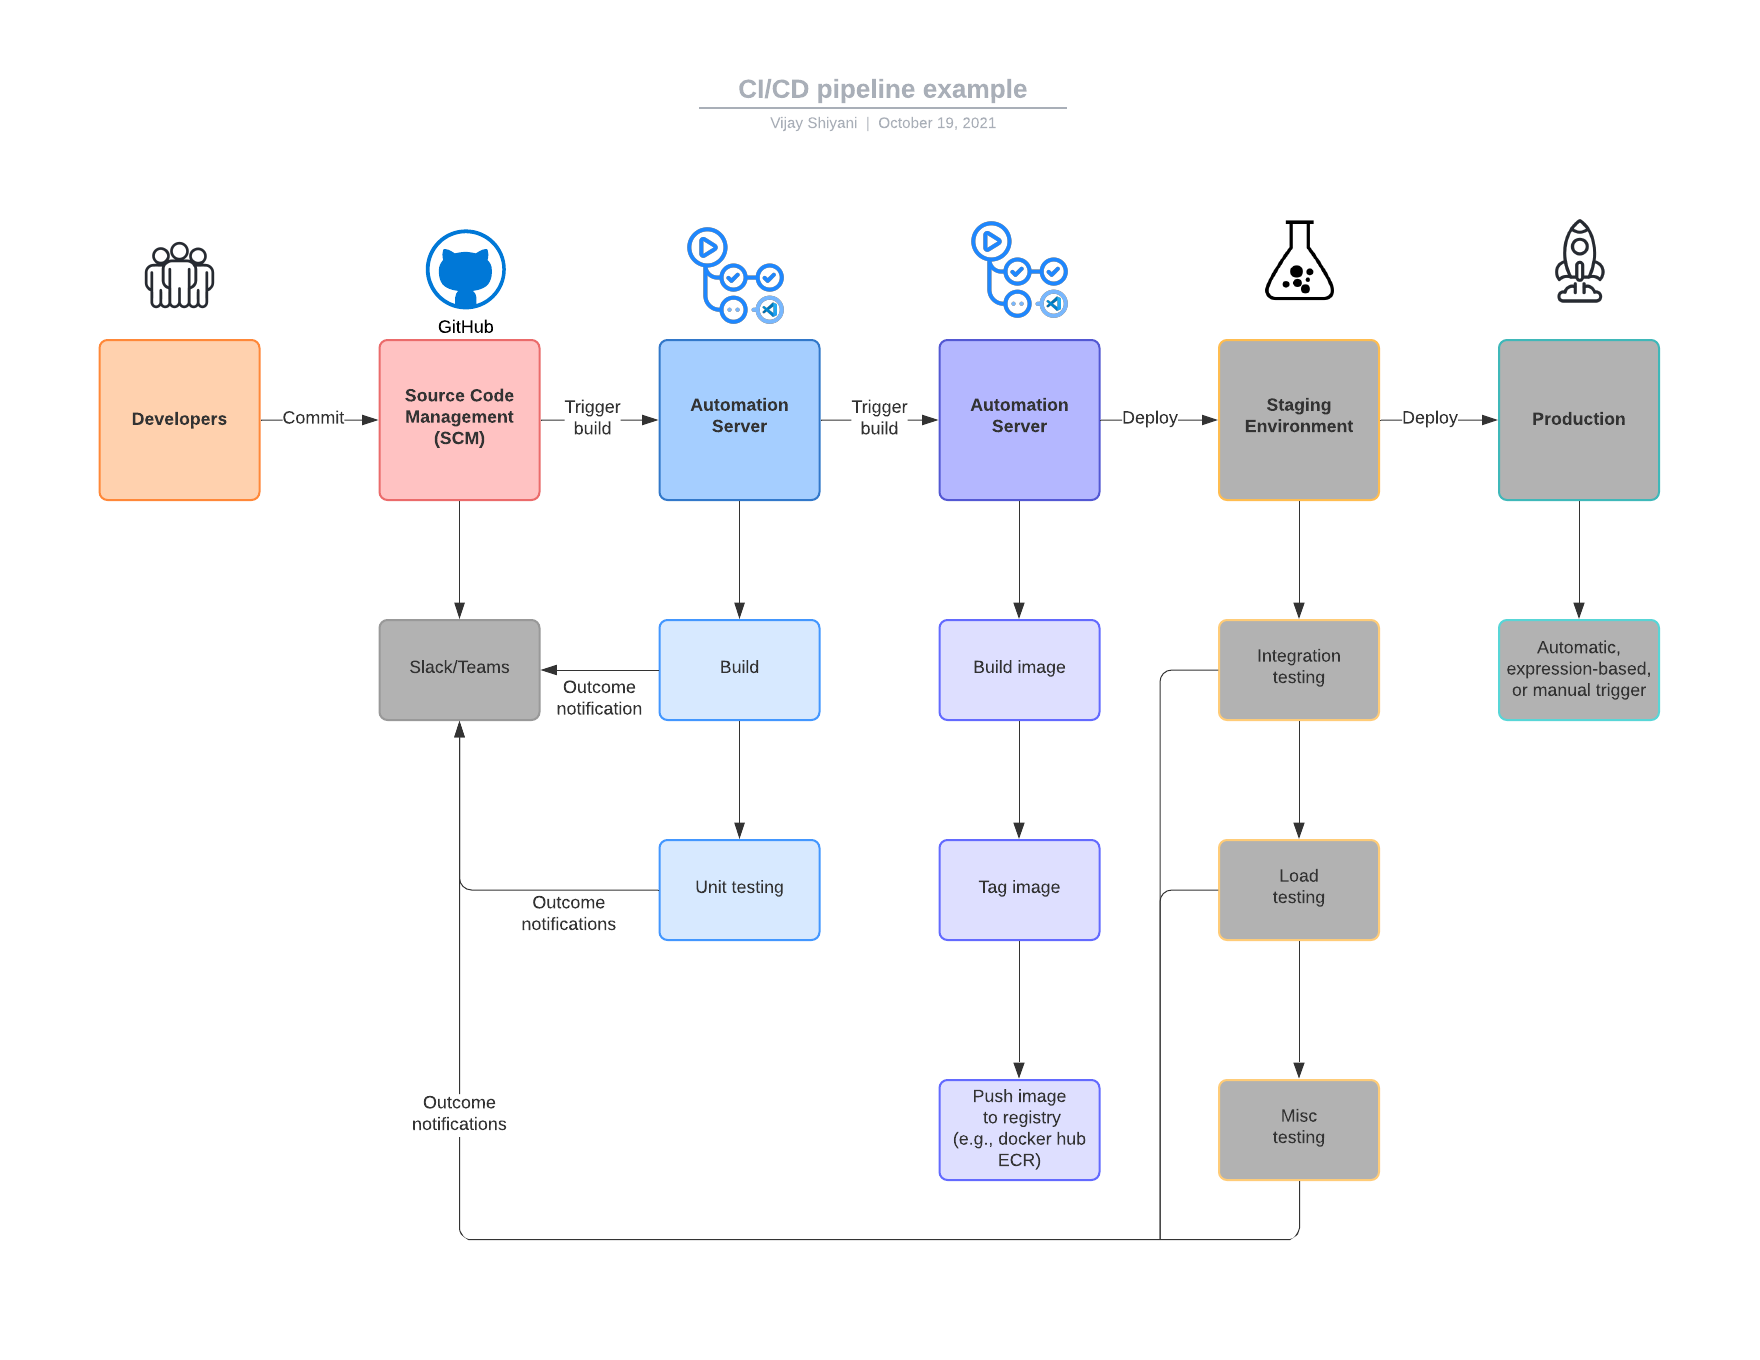 CI/CD pipeline example
Vijay Shiyani | October 19, 2021
GitHub
Developers
Commit
Source Code
Management
(SCM)
Trigger
build
Automation
Server
Trigger
build
Automation
Server
Deploy
Staging
Environment
Deploy
Production
Slack/Teams
Outcome
notification
Build
Build image
Integration
testing
Automatic,
expression-based,
or manual trigger
Outcome
notifications
Unit testing
Tag image
Load
testing
Outcome
notifications
Push image
to registry
(e.g., docker hub
ECR)
Misc
testing